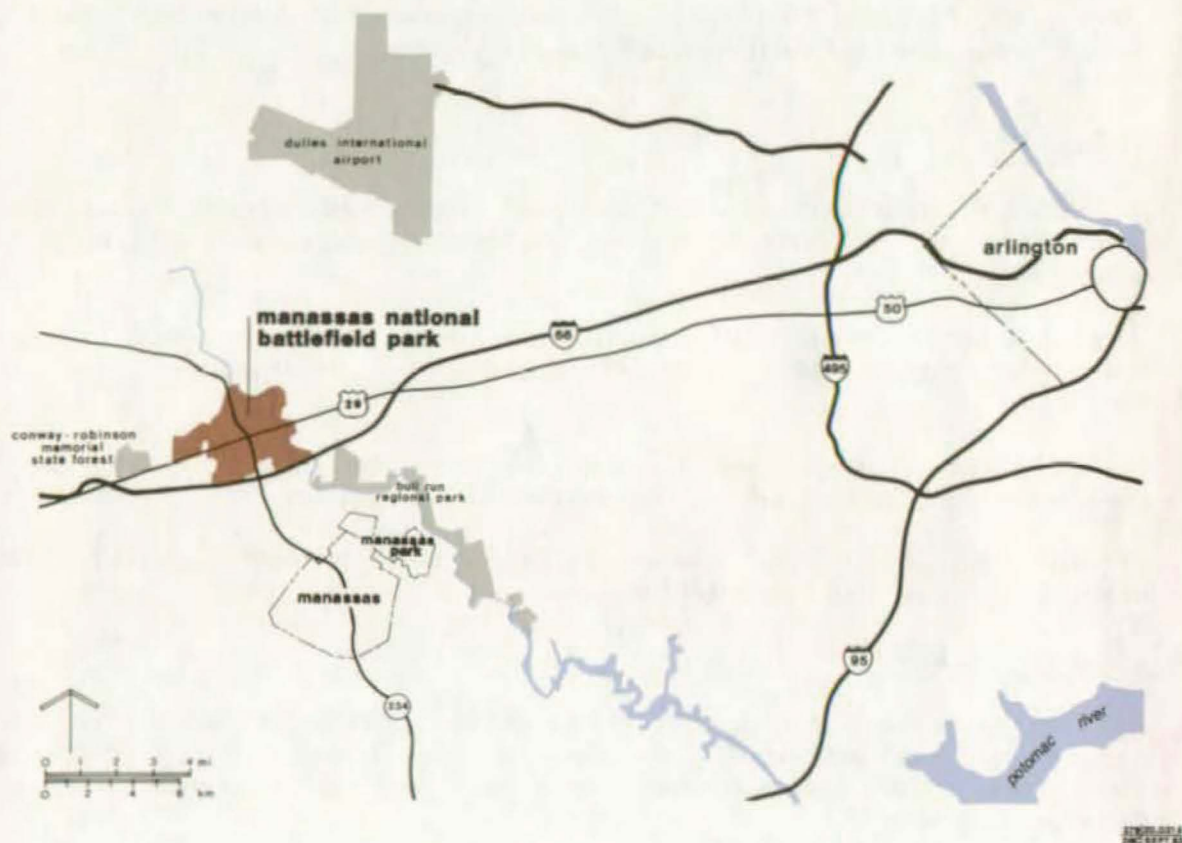 dulles international
airport
arlington
manassas national
battlefield park
50
66
495
29
conway-robinson
memorial
state forest
bull run
regional park
manassas
park
manassas
95
234
potomac river
0 1 2 3 4 mi
0 2 4 6 km